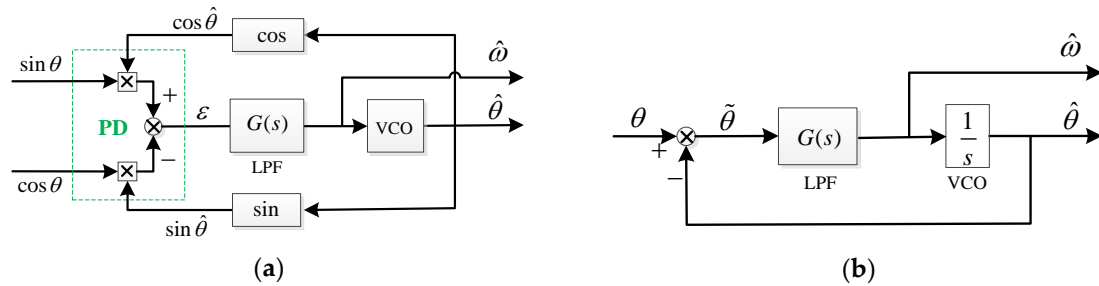 cos θ̂
cos
sin θ
+
PD
ε
G(s)
LPF
VCO
ω̂
θ̂
−
cos θ
sin θ̂
sin
(a)
θ
+
−
θ̃
G(s)
LPF
1
s
VCO
ω̂
θ̂
(b)